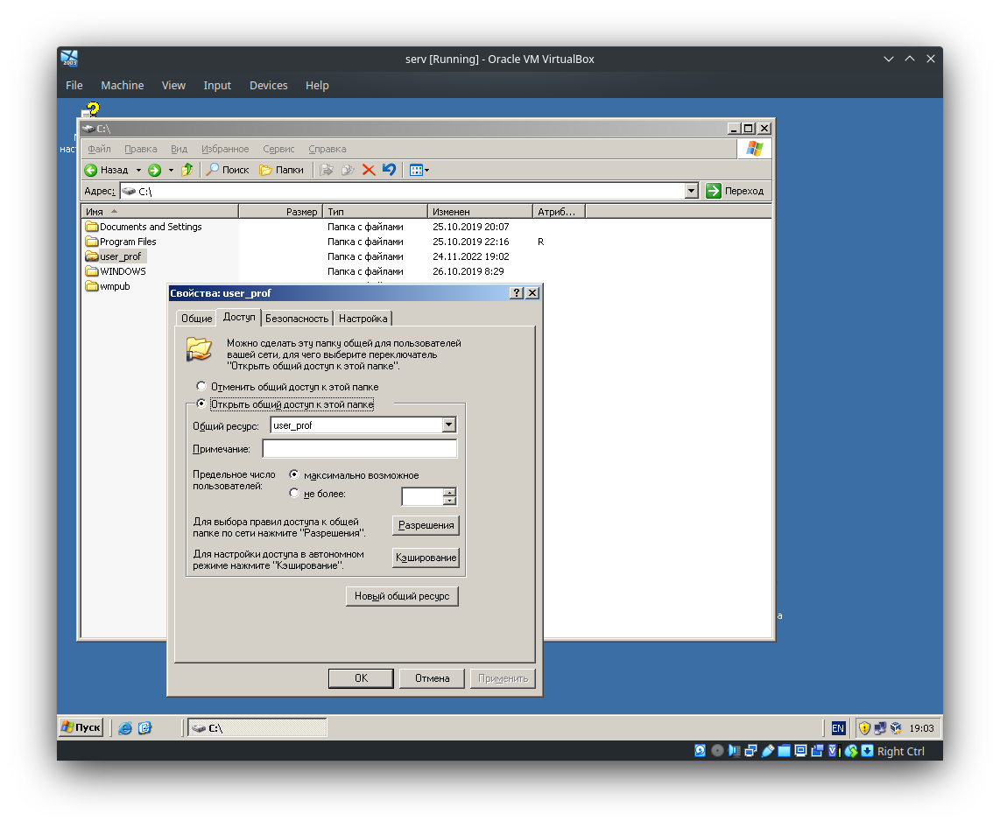 serv [Running] - Oracle VM VirtualBox
File Machine View Input Devices Help
2003
нас
C:\
Файл Правка Вид Избранное Сервис Справка
Назад Поиск Папки
Адрес: C:\ Переход
Имя Размер Тип Изменен Атриб...
Documents and Settings Папка с файлами 25.10.2019 20:07
Program Files Папка с файлами 25.10.2019 22:16 R
user_prof Папка с файлами 24.11.2022 19:02
WINDOWS Папка с файлами 26.10.2019 8:29
wmpub
Свойства: user_prof
Общие Доступ Безопасность Настройка
Можно сделать эту папку общей для пользователей
вашей сети, для чего выберите переключатель
"Открыть общий доступ к этой папке".
Отменить общий доступ к этой папке
Открыть общий доступ к этой папке
Общий ресурс: user_prof
Примечание:
Предельное число
пользователей:
максимально возможное
не более:
Для выбора правил доступа к общей
папке по сети нажмите "Разрешения".
Разрешения
Для настройки доступа в автономном
режиме нажмите "Кэширование".
Кэширование
Новый общий ресурс
а
OK Отмена Применить
Пуск C:\ EN 19:03
Right Ctrl